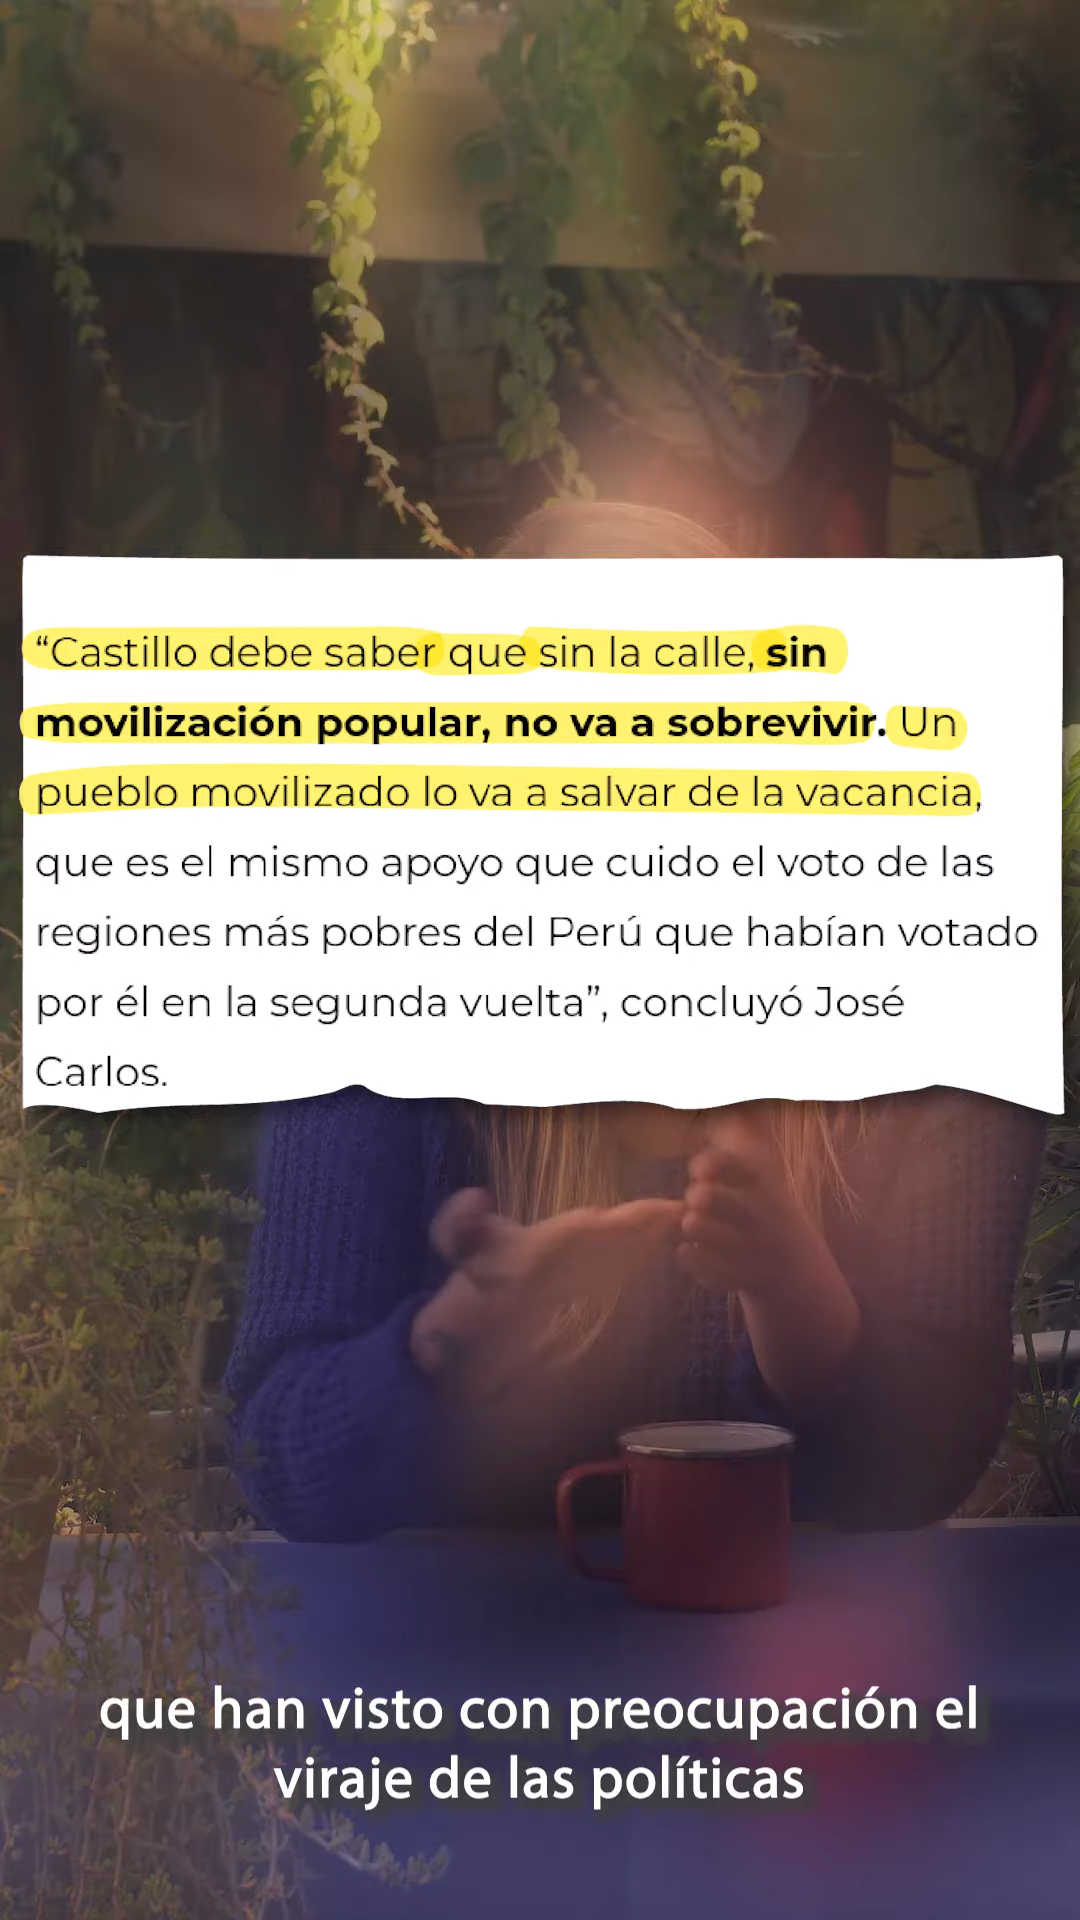 “Castillo debe saber que sin la calle, sin
movilización popular, no va a sobrevivir. Un
pueblo movilizado lo va a salvar de la vacancia,
que es el mismo apoyo que cuido el voto de las
regiones más pobres del Perú que habían votado
por él en la segunda vuelta”, concluyó José
Carlos.
que han visto con preocupación el
viraje de las políticas